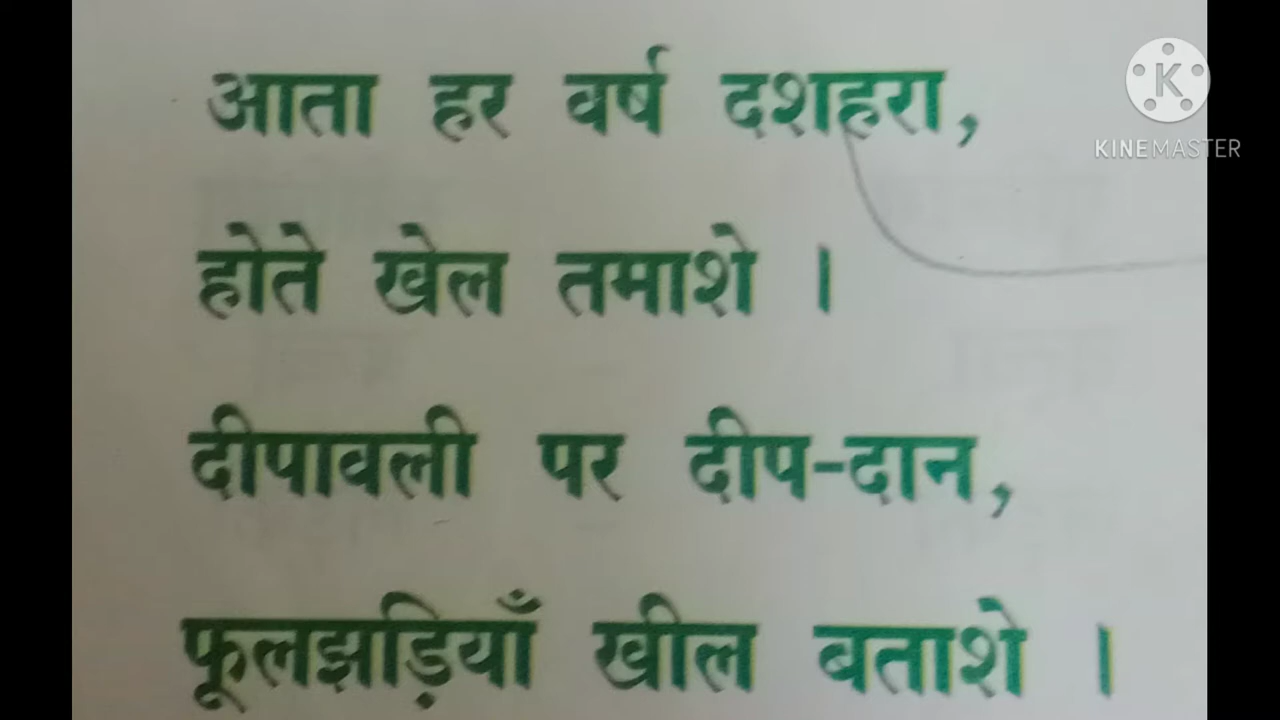 आता हर वर्ष दशहरा,
होते खेल तमाशे ।
दीपावली पर दीप-दान,
फूलझड़ियाँ खील बताशे ।
KINEMASTER